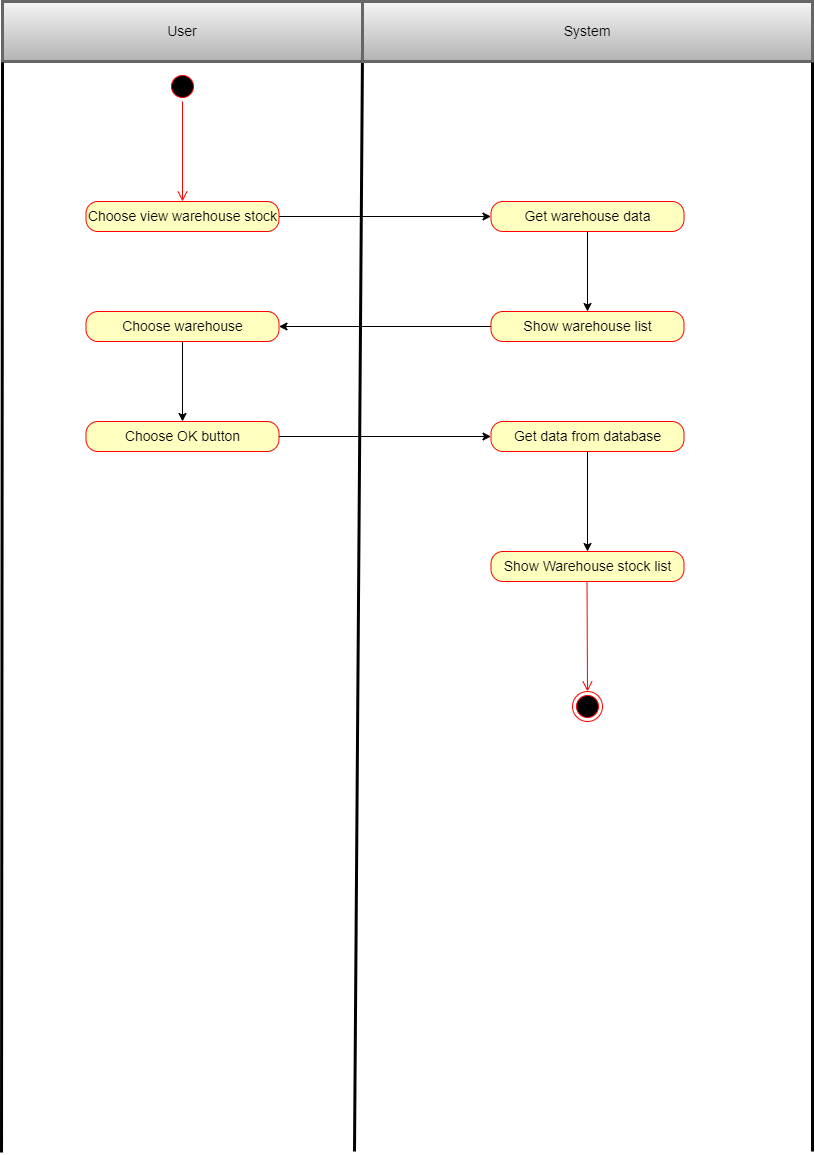 User
System
Choose view warehouse stock
Get warehouse data
Choose warehouse
Show warehouse list
Choose OK button
Get data from database
Show Warehouse stock list